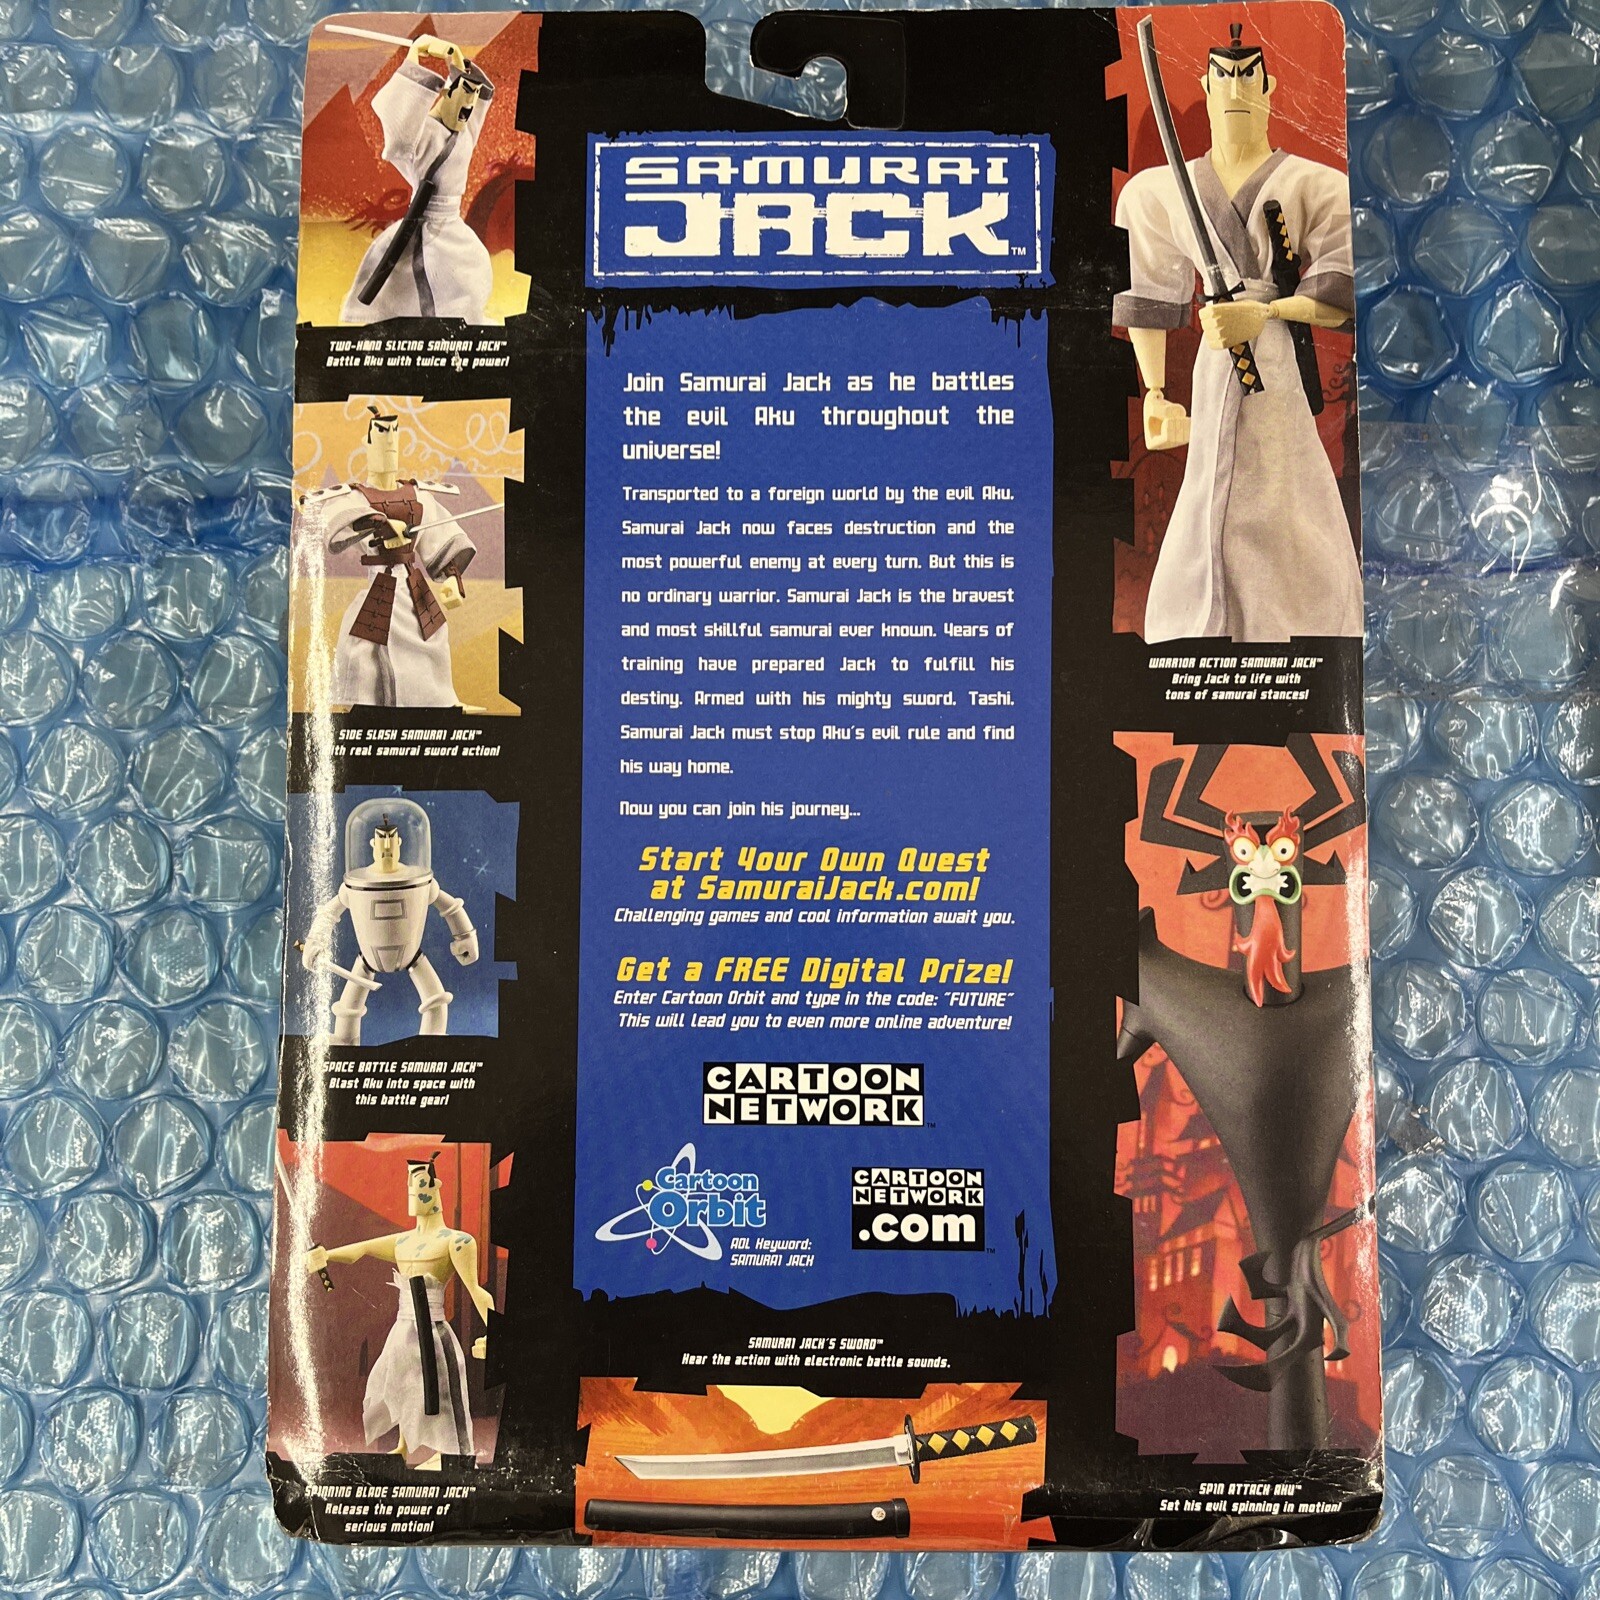 SAMURAI
JACK™
TWO-HAND SLICING SAMURAI JACK™
Battle Aku with twice the power!
SIDE SLASH SAMURAI JACK™
th real samurai sword action!
SPACE BATTLE SAMURAI JACK™
Blast Aku into space with
this battle gear!
SPINNING BLADE SAMURAI JACK™
Release the power of
serious motion!
Join Samurai Jack as he battles
the evil Aku throughout the
universe!
Transported to a foreign world by the evil Aku.
Samurai Jack now faces destruction and the
most powerful enemy at every turn. But this is
no ordinary warrior. Samurai Jack is the bravest
and most skillful samurai ever known. Years of
training have prepared Jack to fulfill his
destiny. Armed with his mighty sword. Tashi.
Samurai Jack must stop Aku's evil rule and find
his way home.
Now you can join his journey...
Start Your Own Quest
at SamuraiJack.com!
Challenging games and cool information await you.
Get a FREE Digital Prize!
Enter Cartoon Orbit and type in the code: "FUTURE"
This will lead you to even more online adventure!
CARTOON
NETWORK™
Cartoon
Orbit
AOL Keyword:
SAMURAI JACK
CARTOON
NETWORK
.com™
SAMURAI JACK'S SWORD™
Hear the action with electronic battle sounds.
WARRIOR ACTION SAMURAI JACK™
Bring Jack to life with
tons of samurai stances!
SPIN ATTACK AKU™
Set his evil spinning in motion!